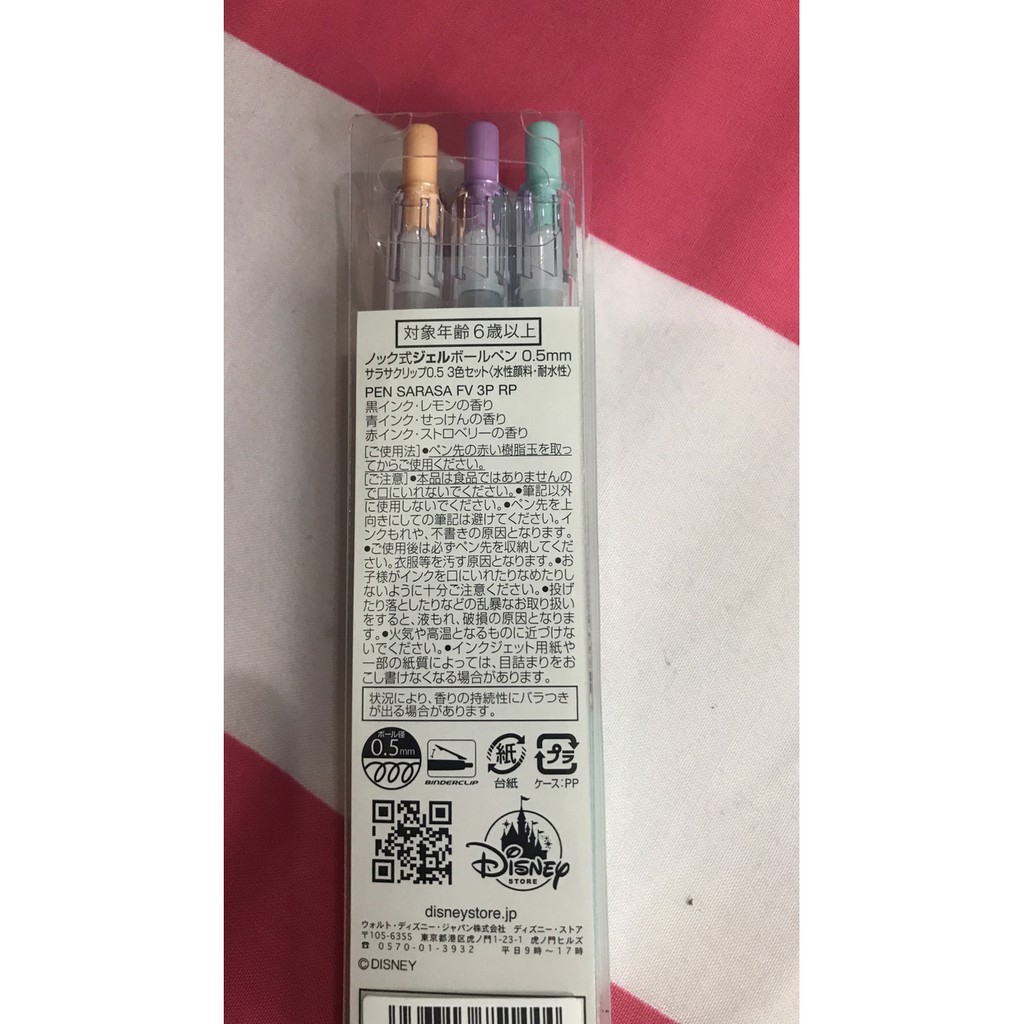 対象年齢6歳以上
ノック式ジェルボールペン 0.5mm
サラサクリップ0.5 3色セット〈水性顔料・耐水性〉
PEN SARASA FV 3P RP
黒インク・レモンの香り
青インク・せっけんの香り
赤インク・ストロベリーの香り
[ご使用法]●ペン先の赤い樹脂玉を取っ
てからご使用ください。
[ご注意]●本品は食品ではありませんの
で口にいれないでください。●筆記以外
に使用しないでください。●ペン先を上
向きにしての筆記は避けてください。イ
ンクもれや、不書きの原因となります。
●ご使用後は必ずペン先を収納してくだ
さい。衣服等を汚す原因となります。●お
子様がインクを口にいれたりなめたりし
ないように十分ご注意ください。●投げ
たり落としたりなどの乱暴なお取り扱い
をすると、液もれ、破損の原因となりま
す。●火気や高温となるものに近づけな
いでください。●インクジェット用紙や
一部の紙質によっては、目詰まりをお
こし書けなくなる場合があります。
状況により、香りの持続性にバラつき
が出る場合があります。
ボール径
0.5mm
BINDERCLIP
紙
台紙
プラ
ケース:PP
Disney
STORE
disneystore.jp
ウォルト・ディズニー・ジャパン株式会社 ディズニー・ストア
〒105-6355 東京都港区虎ノ門1-23-1 虎ノ門ヒルズ
☎ 0570-01-3932 平日9時～17時
©DISNEY